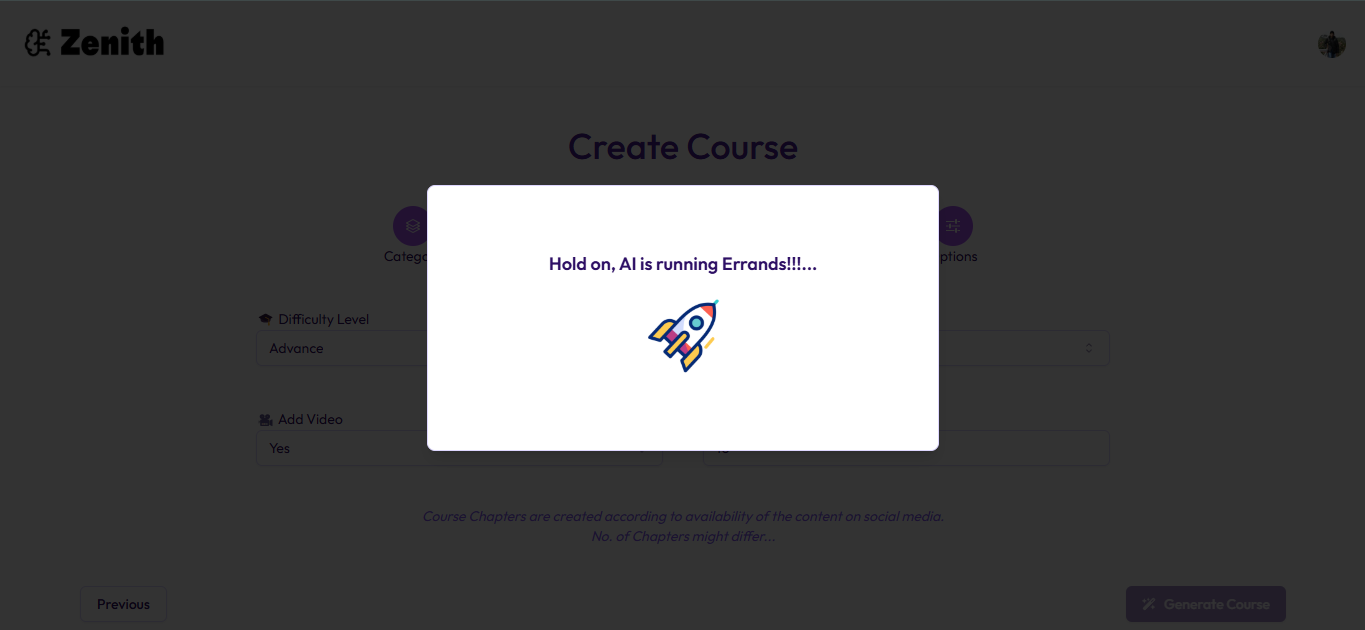 Zenith
Create Course
Catego
ptions
Hold on, AI is running Errands!!!...
Difficulty Level
Advance
Add Video
Yes
Course Chapters are created according to availability of the content on social media.
No. of Chapters might differ...
Previous
Generate Course